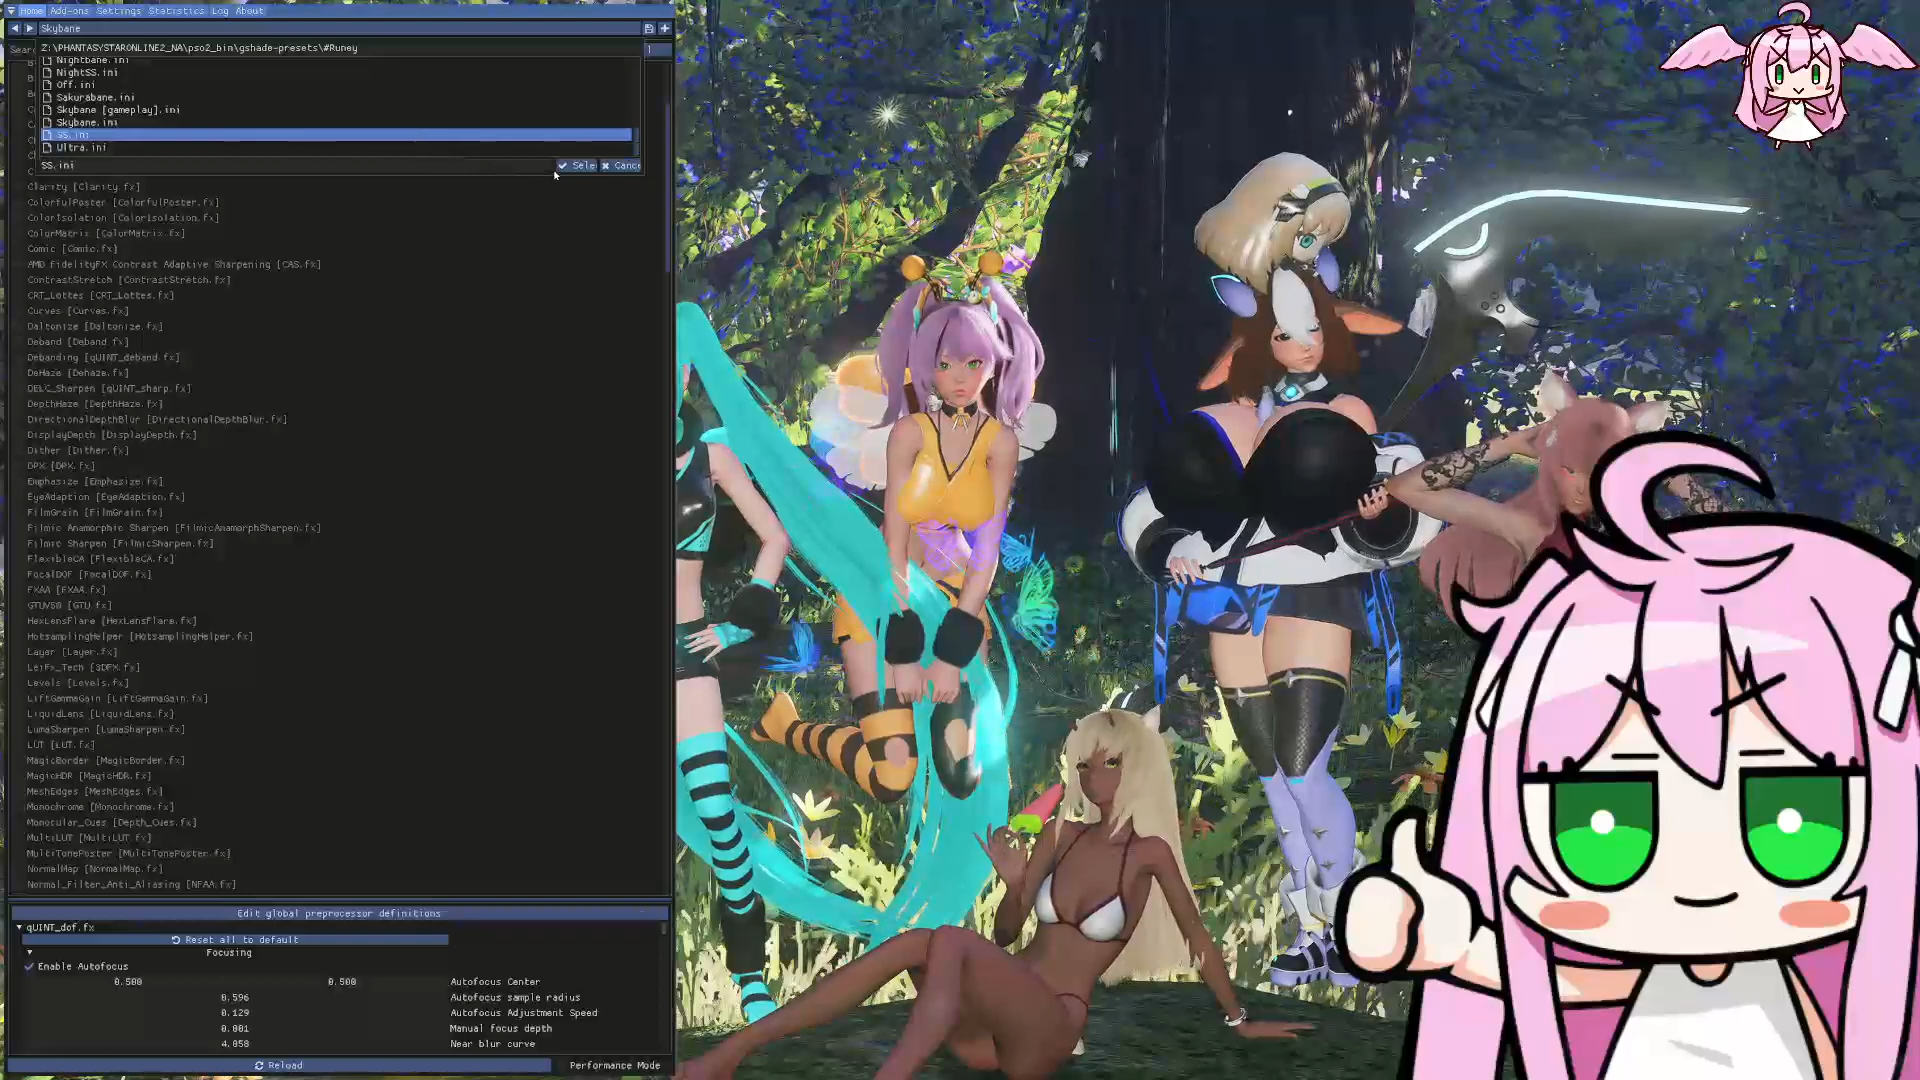 Home Add-ons Settings Statistics Log About
Skybane
Z:\PHANTASYSTARONLINE2_NA\pso2_bin\gshade-presets\#Runey
1
Nightbane.ini
NightSS.ini
Off.ini
Sakurabane.ini
Skybane [gameplay].ini
Skybane.ini
SS.ini
Ultra.ini
SS.ini
Sele
Cance
Clarity [Clarity.fx]
ColorfulPoster [ColorfulPoster.fx]
ColorIsolation [ColorIsolation.fx]
ColorMatrix [ColorMatrix.fx]
Comic [Comic.fx]
AMD FidelityFX Contrast Adaptive Sharpening [CAS.fx]
ContrastStretch [ContrastStretch.fx]
CRT_Lottes [CRT_Lottes.fx]
Curves [Curves.fx]
Daltonize [Daltonize.fx]
Deband [Deband.fx]
Debanding [qUINT_deband.fx]
DeHaze [Dehaze.fx]
DELC_Sharpen [qUINT_sharp.fx]
DepthHaze [DepthHaze.fx]
DirectionalDepthBlur [DirectionalDepthBlur.fx]
DisplayDepth [DisplayDepth.fx]
Dither [Dither.fx]
DPX [DPX.fx]
Emphasize [Emphasize.fx]
EyeAdaption [EyeAdaption.fx]
FilmGrain [FilmGrain.fx]
Filmic Anamorphic Sharpen [FilmicAnamorphSharpen.fx]
Filmic Sharpen [FilmicSharpen.fx]
FlexibleCA [FlexibleCA.fx]
FocalDOF [FocalDOF.fx]
FXAA [FXAA.fx]
GTUV50 [GTU.fx]
HexLensFlare [HexLensFlare.fx]
HotsamplingHelper [HotsamplingHelper.fx]
Layer [Layer.fx]
LeiFx_Tech [3DFX.fx]
Levels [Levels.fx]
LiftGammaGain [LiftGammaGain.fx]
LiquidLens [LiquidLens.fx]
LumaSharpen [LumaSharpen.fx]
LUT [LUT.fx]
MagicBorder [MagicBorder.fx]
MagicHDR [MagicHDR.fx]
MeshEdges [MeshEdges.fx]
Monochrome [Monochrome.fx]
Monocular_Cues [Depth_Cues.fx]
MultiLUT [MultiLUT.fx]
MultiTonePoster [MultiTonePoster.fx]
NormalMap [NormalMap.fx]
Normal_Filter_Anti_Aliasing [NFAA.fx]
Edit global preprocessor definitions
qUINT_dof.fx
Reset all to default
Focusing
Enable Autofocus
0.500 0.500 Autofocus Center
0.596 Autofocus sample radius
0.129 Autofocus Adjustment Speed
0.001 Manual focus depth
4.058 Near blur curve
Reload
Performance Mode